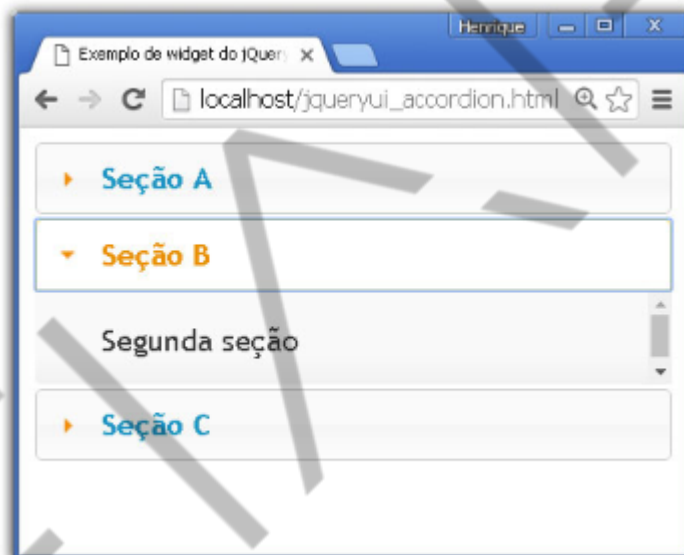 Henrique
Exemplo de widget do jQuery
localhost/jqueryui_accordion.html
Seção A
Seção B
Segunda seção
Seção C